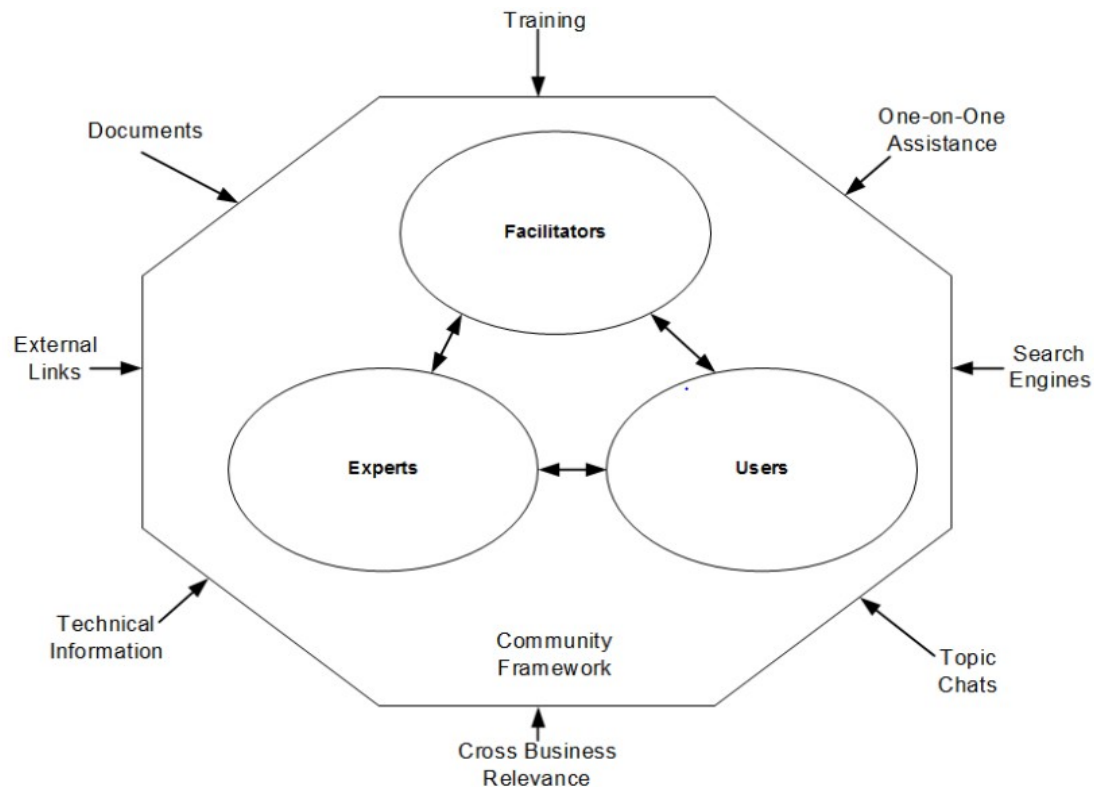 Training
Documents
One-on-One
Assistance
Facilitators
External
Links
Search
Engines
Experts
Users
Technical
Information
Community
Framework
Topic
Chats
Cross Business
Relevance